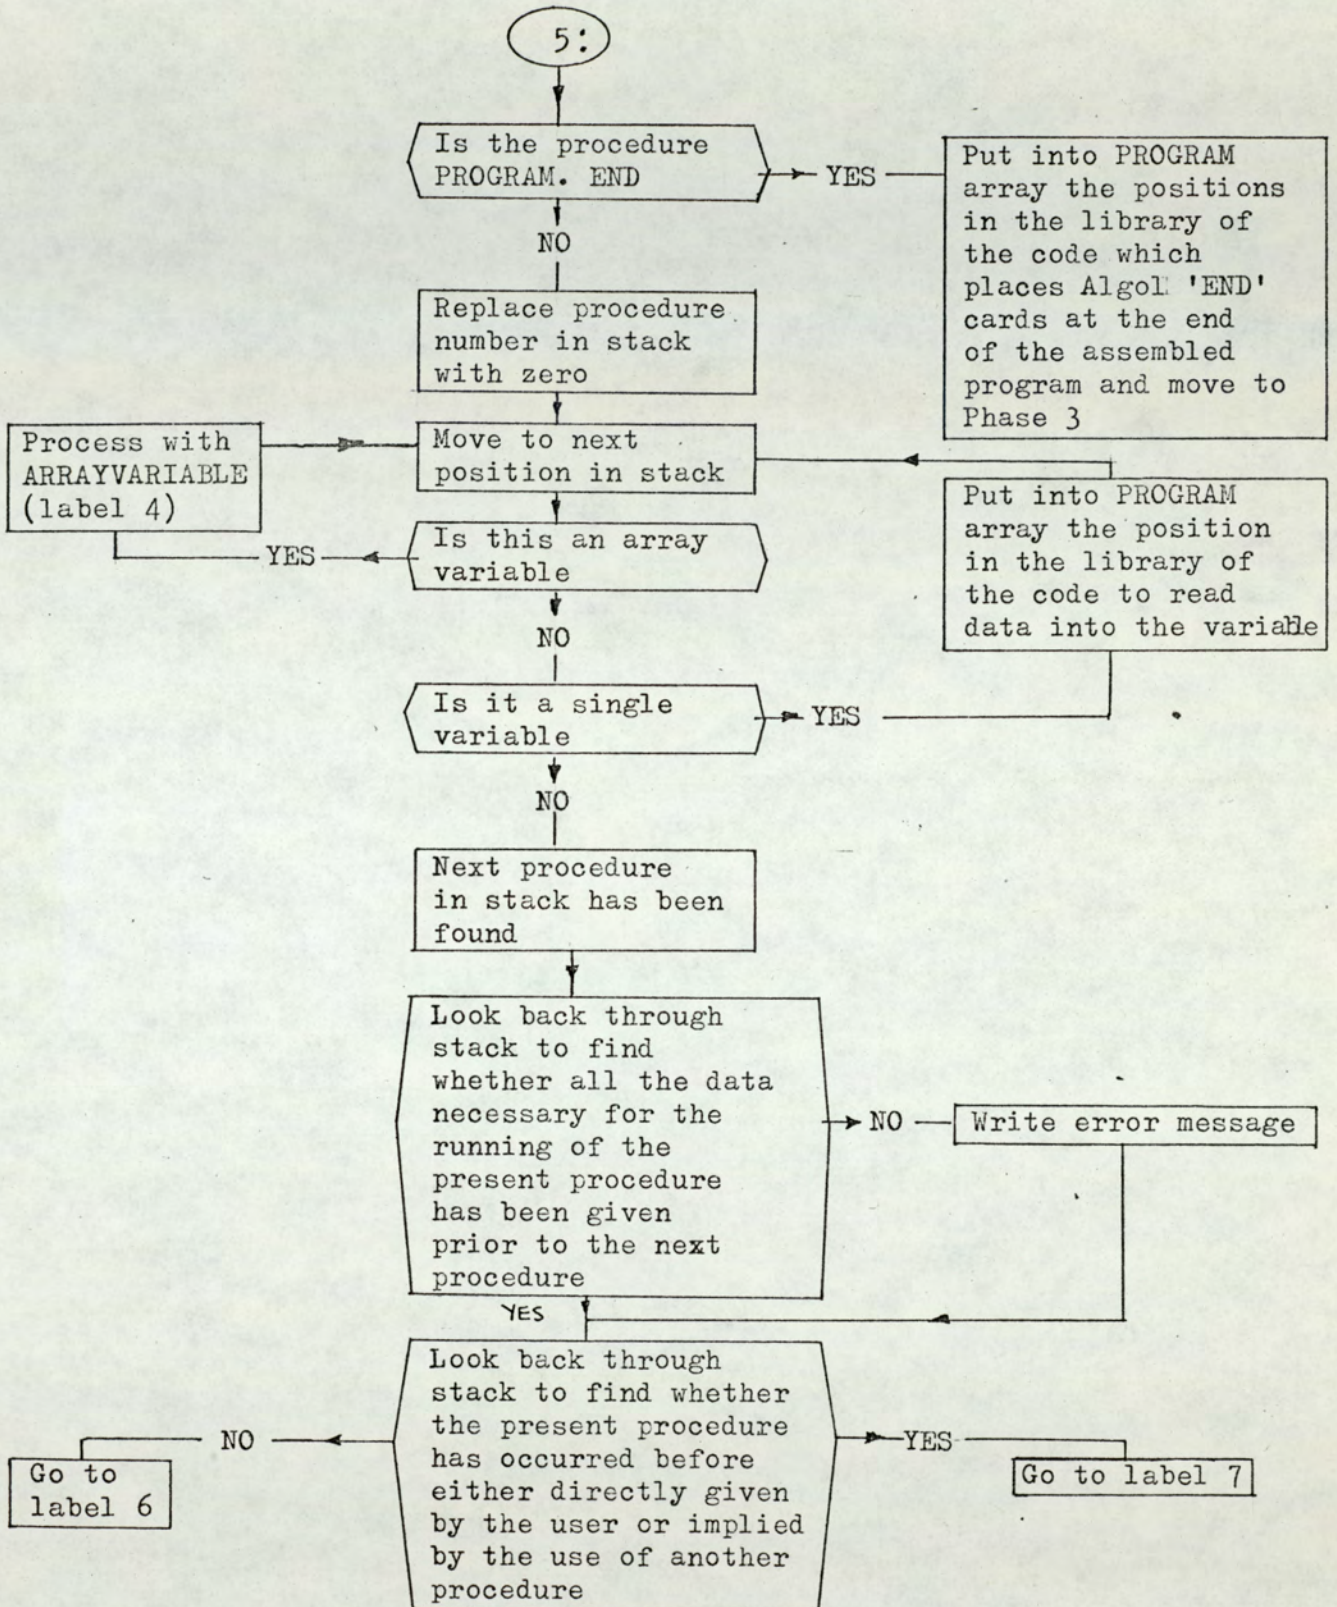 5:
Is the procedure
PROGRAM. END
YES
Put into PROGRAM
array the positions
in the library of
the code which
places Algol 'END'
cards at the end
of the assembled
program and move to
Phase 3
NO
Replace procedure
number in stack
with zero
Process with
ARRAYVARIABLE
(label 4)
Move to next
position in stack
Put into PROGRAM
array the position
in the library of
the code to read
data into the variable
YES
Is this an array
variable
NO
Is it a single
variable
YES
NO
Next procedure
in stack has been
found
Look back through
stack to find
whether all the data
necessary for the
running of the
present procedure
has been given
prior to the next
procedure
NO
Write error message
YES
Look back through
stack to find whether
the present procedure
has occurred before
either directly given
by the user or implied
by the use of another
procedure
NO
Go to
label 6
YES
Go to label 7